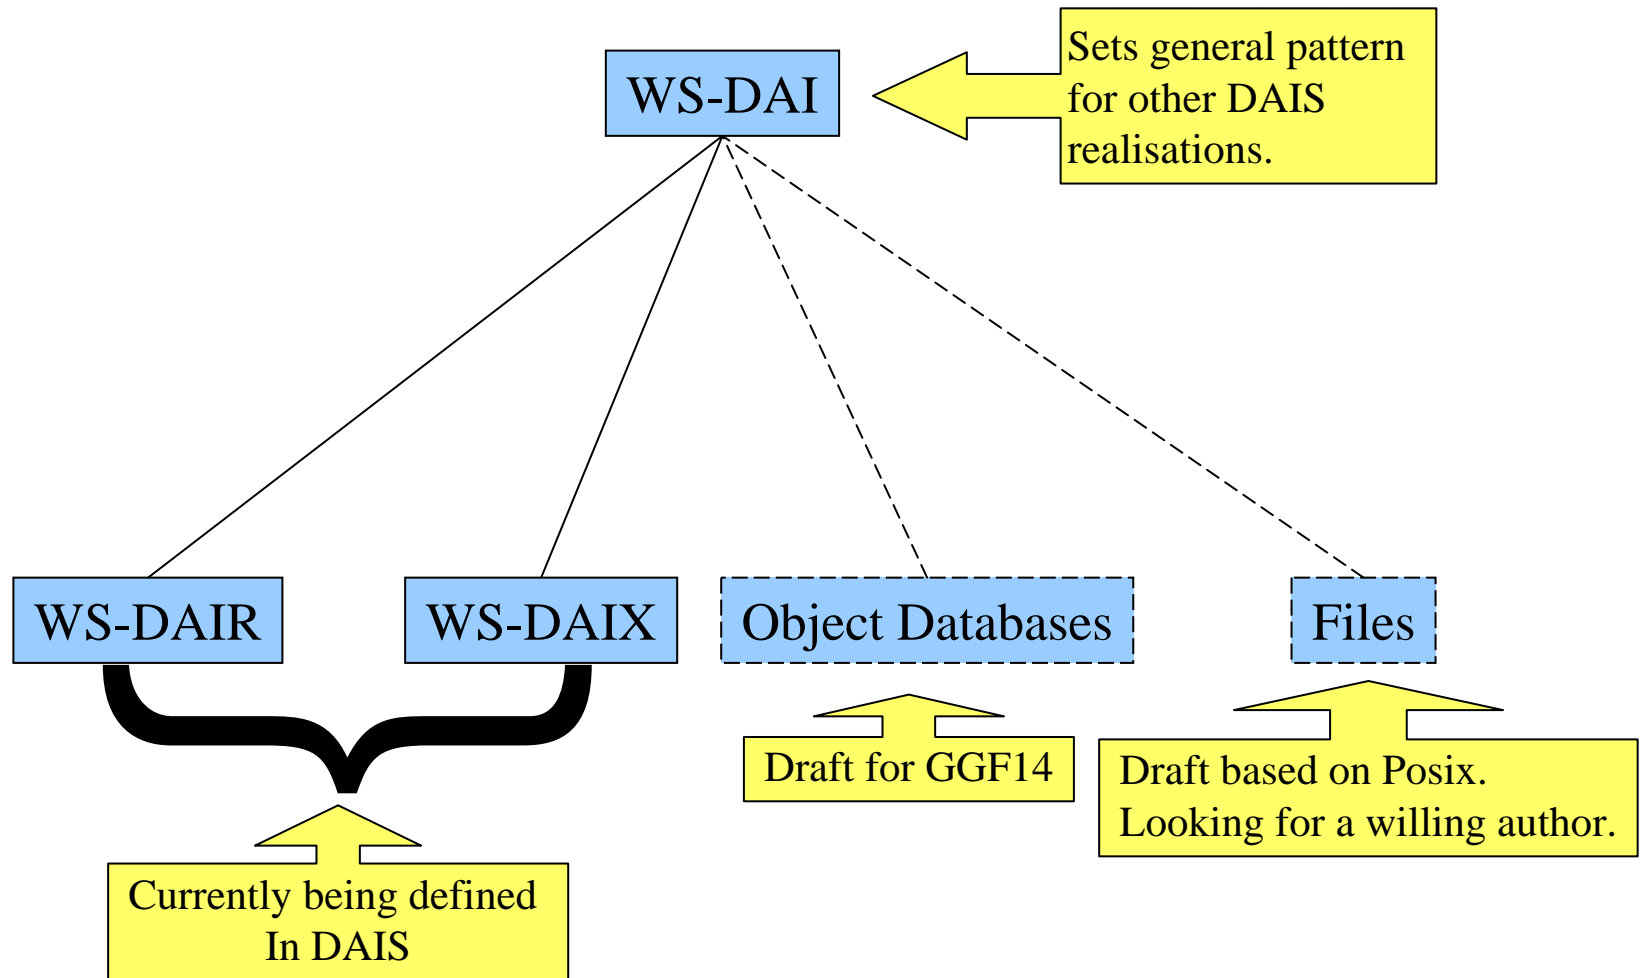 WS-DAI
Sets general pattern
for other DAIS
realisations.
WS-DAIR
WS-DAIX
Object Databases
Files
Draft for GGF14
Draft based on Posix.
Looking for a willing author.
Currently being defined
In DAIS